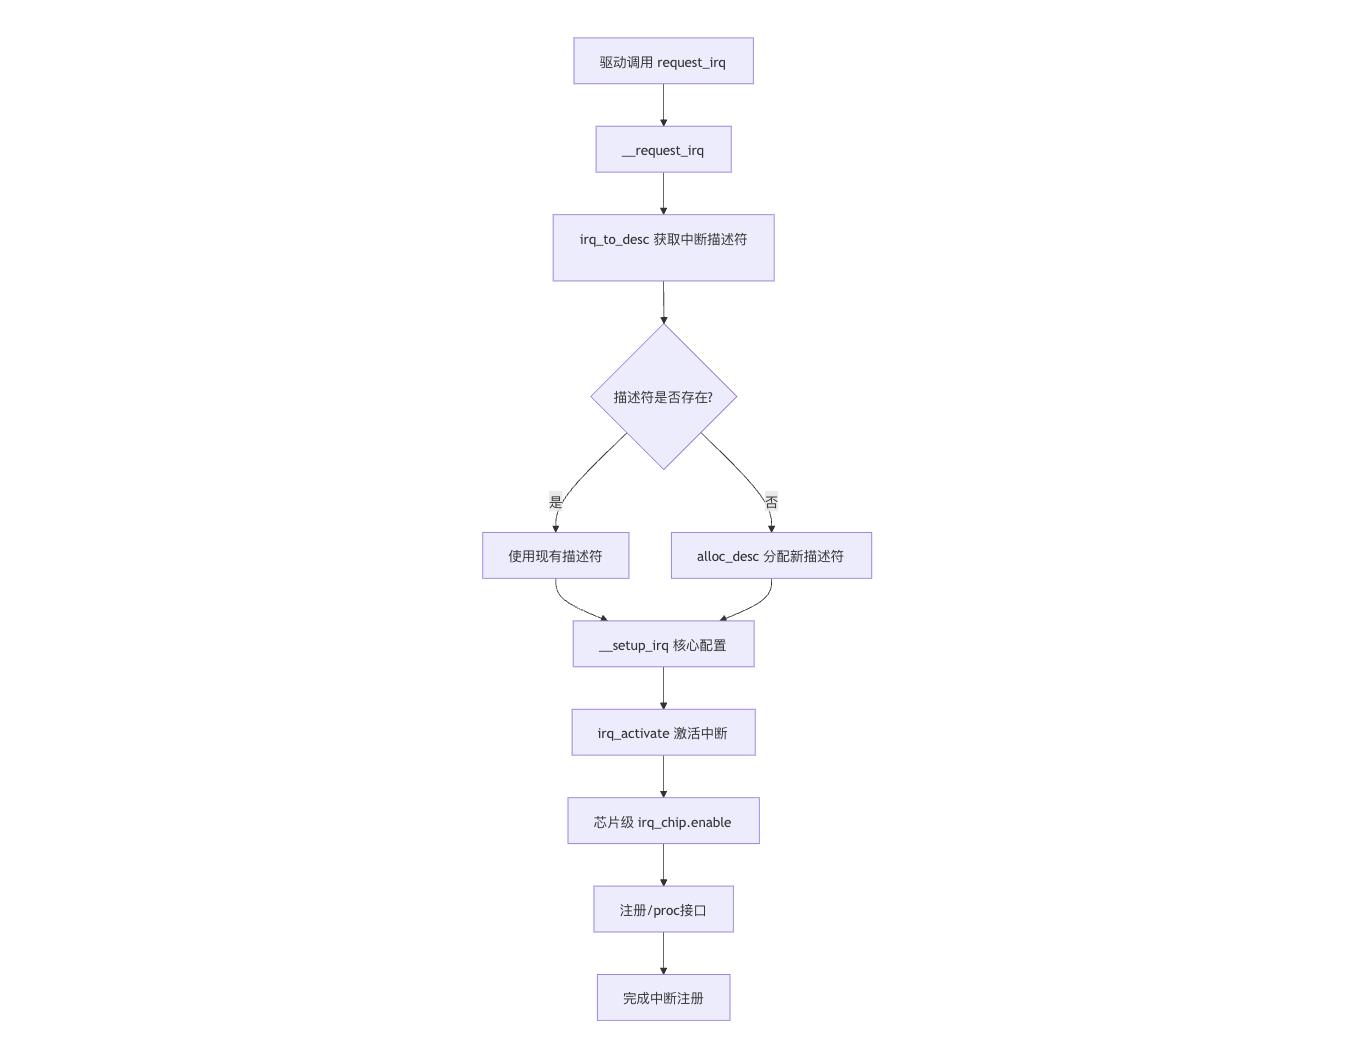 驱动调用 request_irq
__request_irq
irq_to_desc 获取中断描述符
描述符是否存在?
是
否
使用现有描述符
alloc_desc 分配新描述符
__setup_irq 核心配置
irq_activate 激活中断
芯片级 irq_chip.enable
注册/proc接口
完成中断注册